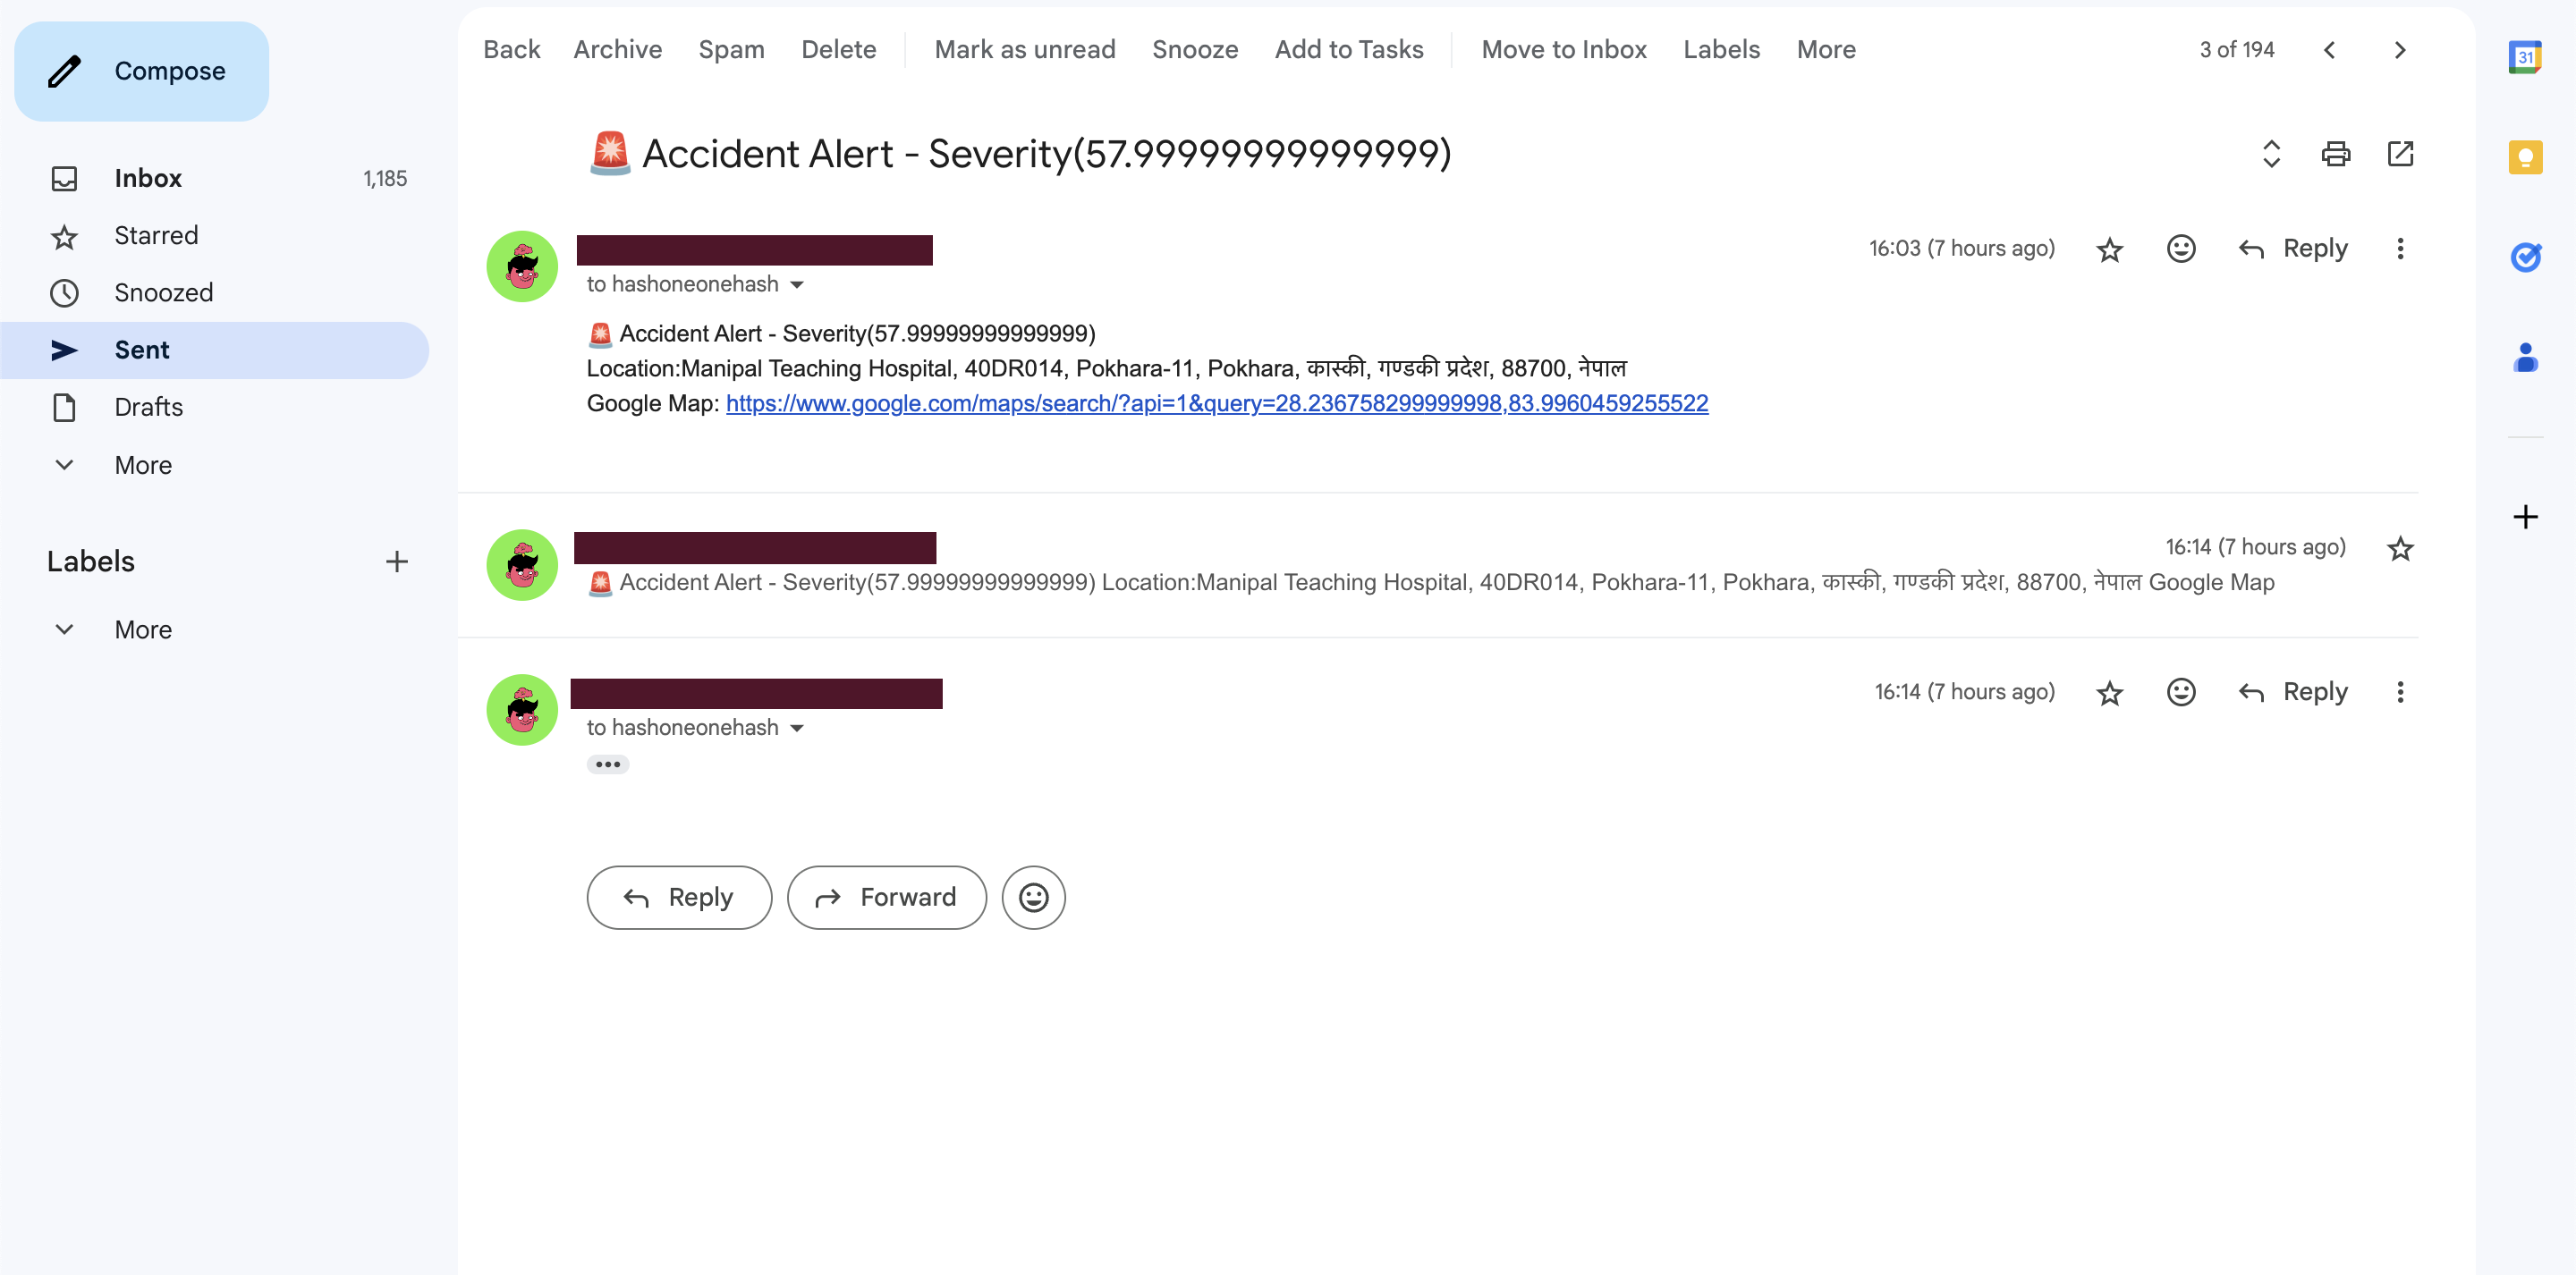 Compose
Inbox 1,185
Starred
Snoozed
Sent
Drafts
More
Labels
More
Back Archive Spam Delete Mark as unread Snooze Add to Tasks Move to Inbox Labels More 3 of 194
🚨 Accident Alert - Severity(57.99999999999999)
16:03 (7 hours ago) Reply
to hashoneonehash
🚨 Accident Alert - Severity(57.99999999999999)
Location:Manipal Teaching Hospital, 40DR014, Pokhara-11, Pokhara, कास्की, गण्डकी प्रदेश, 88700, नेपाल
Google Map: https://www.google.com/maps/search/?api=1&query=28.236758299999998,83.9960459255522
16:14 (7 hours ago)
🚨 Accident Alert - Severity(57.99999999999999) Location:Manipal Teaching Hospital, 40DR014, Pokhara-11, Pokhara, कास्की, गण्डकी प्रदेश, 88700, नेपाल Google Map
16:14 (7 hours ago) Reply
to hashoneonehash
Reply Forward
31